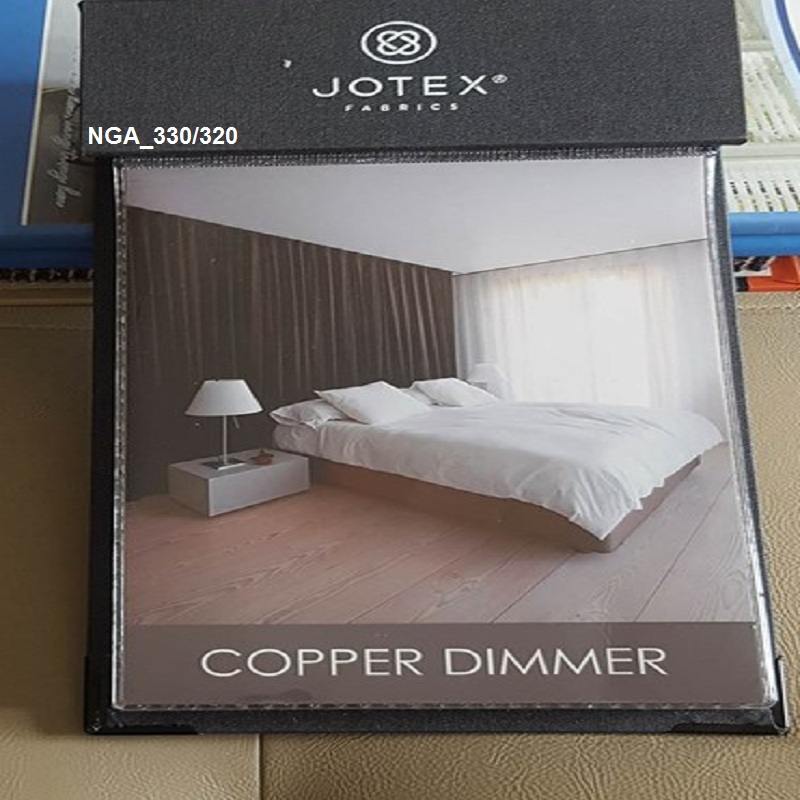 JOTEX®
FABRICS
NGA_330/320
COPPER DIMMER